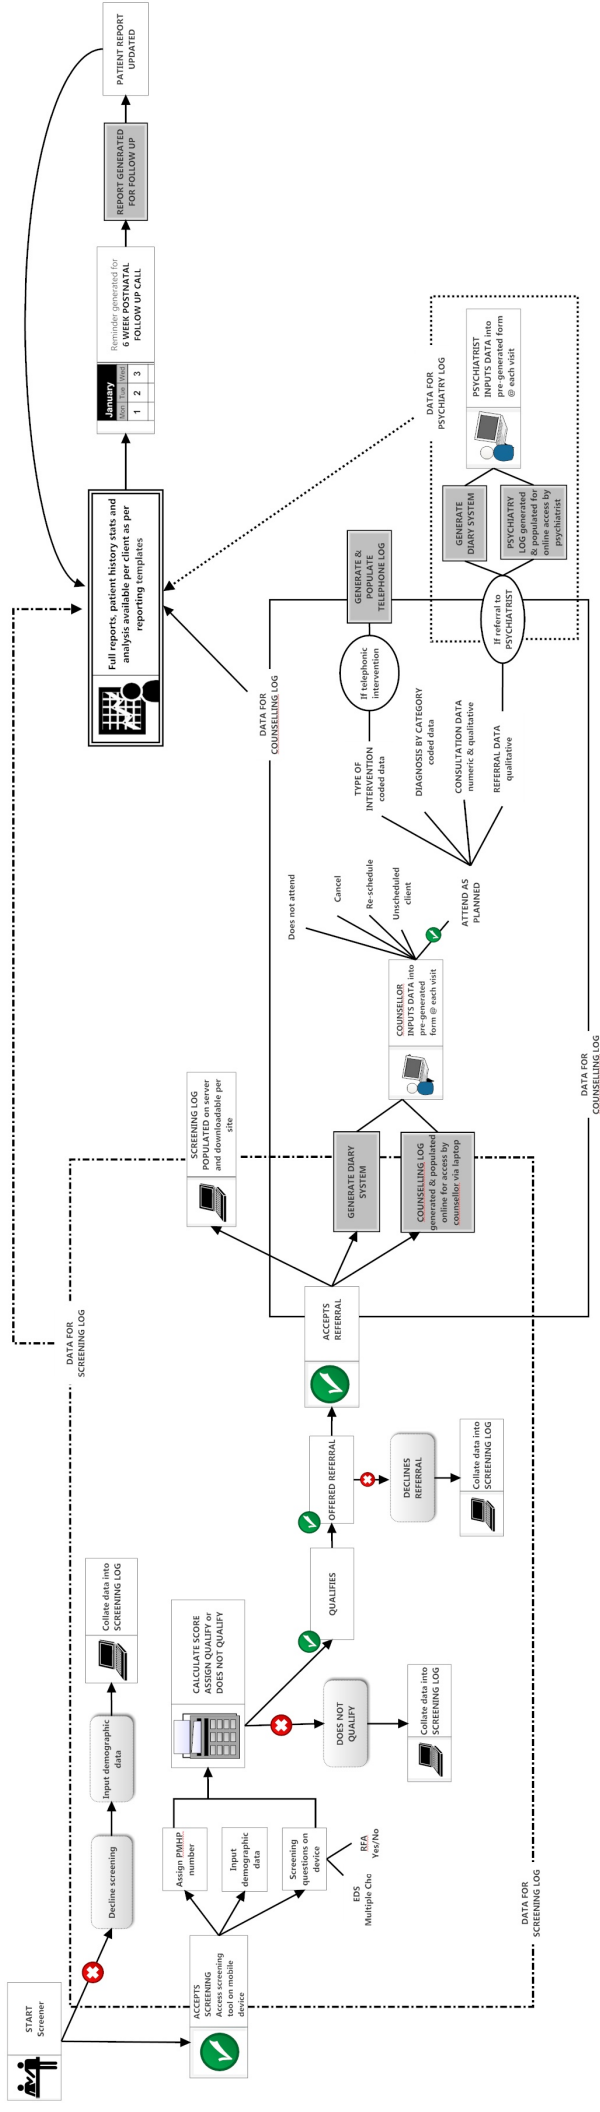 START
Screener
Decline screening
Input demographic
data
Collate data into
SCREENING LOG
ACCEPTS
SCREENING
Access screening
tool on mobile
device
Assign PMHP
number
Input
demographic
data
Screening
questions on
device
EDS
Multiple Chc
RFA
Yes/No
CALCULATE SCORE
ASSIGN QUALIFY or
DOES NOT QUALIFY
DOES NOT
QUALIFY
Collate data into
SCREENING LOG
QUALIFIES
OFFERED REFERRAL
DECLINES
REFERRAL
Collate data into
SCREENING LOG
ACCEPTS
REFERRAL
DATA FOR
SCREENING LOG
DATA FOR
SCREENING LOG
SCREENING LOG
POPULATED on server
and downloadable per
site
GENERATE DIARY
SYSTEM
COUNSELLING LOG
generated & populated
online for access by
counsellor via laptop
COUNSELLOR
INPUTS DATA into
pre-generated
form @ each visit
Does not attend
Cancel
Re-schedule
Unscheduled
client
ATTEND AS
PLANNED
TYPE OF
INTERVENTION
coded data
DIAGNOSIS BY CATEGORY
coded data
CONSULTATION DATA
numeric & qualitative
REFERRAL DATA
qualitative
If telephonic
intervention
GENERATE &
POPULATE
TELEPHONE LOG
If referral to
PSYCHIATRIST
GENERATE
DIARY SYSTEM
PSYCHIATRY
LOG generated
& populated for
online access by
psychiatrist
PSYCHIATRIST
INPUTS DATA into
pre-generated form
@ each visit
DATA FOR
PSYCHIATRY LOG
DATA FOR
COUNSELLING LOG
DATA FOR
COUNSELLING LOG
Full reports, patient history stats and
analysis available per client as per
reporting templates
January
Mon Tue Wed
1 2 3
Reminder generated for
6 WEEK POSTNATAL
FOLLOW UP CALL
REPORT GENERATED
FOR FOLLOW UP
PATIENT REPORT
UPDATED